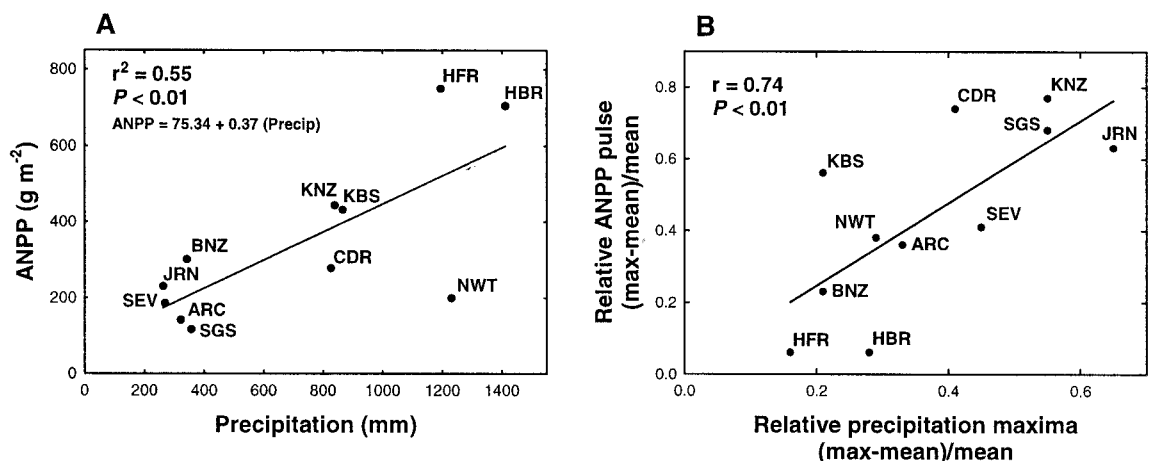 A
r² = 0.55
P < 0.01
ANPP = 75.34 + 0.37 (Precip)
ANPP (g m⁻²)
800
600
400
200
0
HFR
HBR
KNZ
KBS
BNZ
CDR
JRN
NWT
SEV
ARC
SGS
0
200
400
600
800
1000
1200
1400
Precipitation (mm)
B
r = 0.74
P < 0.01
Relative ANPP pulse
(max-mean)/mean
0.8
0.6
0.4
0.2
0.0
KNZ
CDR
SGS
JRN
KBS
SEV
NWT
ARC
BNZ
HFR
HBR
0.0
0.2
0.4
0.6
Relative precipitation maxima
(max-mean)/mean